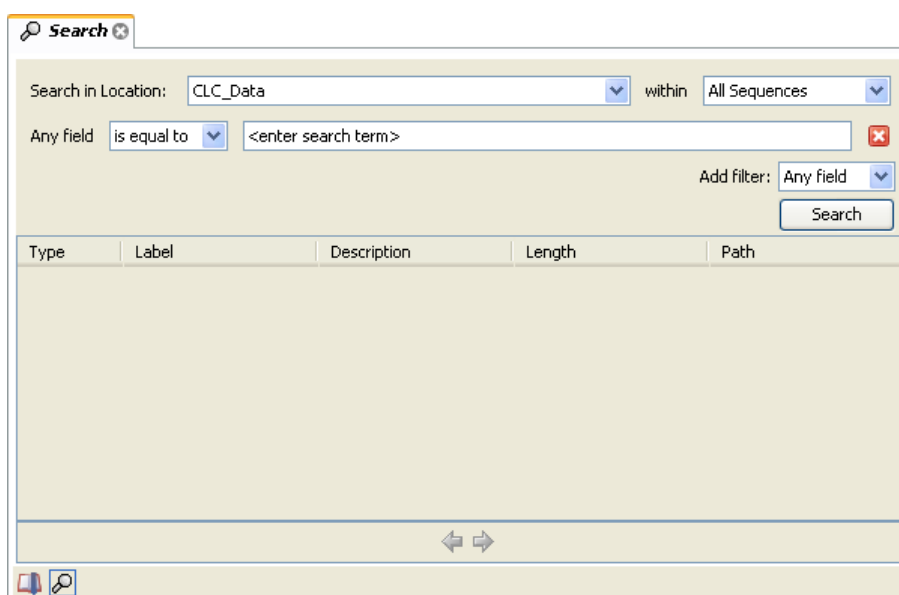 Search
Search in Location: CLC_Data within All Sequences
Any field is equal to <enter search term>
Add filter: Any field
Search
Type Label Description Length Path